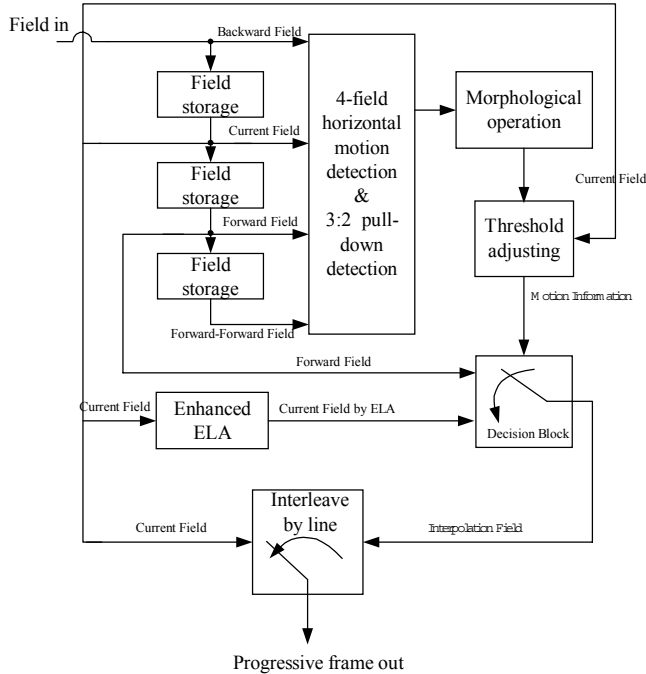 Field in
Backward Field
Field
storage
Current Field
Field
storage
Forward Field
Field
storage
Forward-Forward Field
4-field
horizontal
motion
detection
&
3:2 pull-
down
detection
Morphological
operation
Current Field
Threshold
adjusting
Motion Information
Forward Field
Current Field
Enhanced
ELA
Current Field by ELA
Decision Block
Interleave
by line
Current Field
Interpolation Field
Progressive frame out